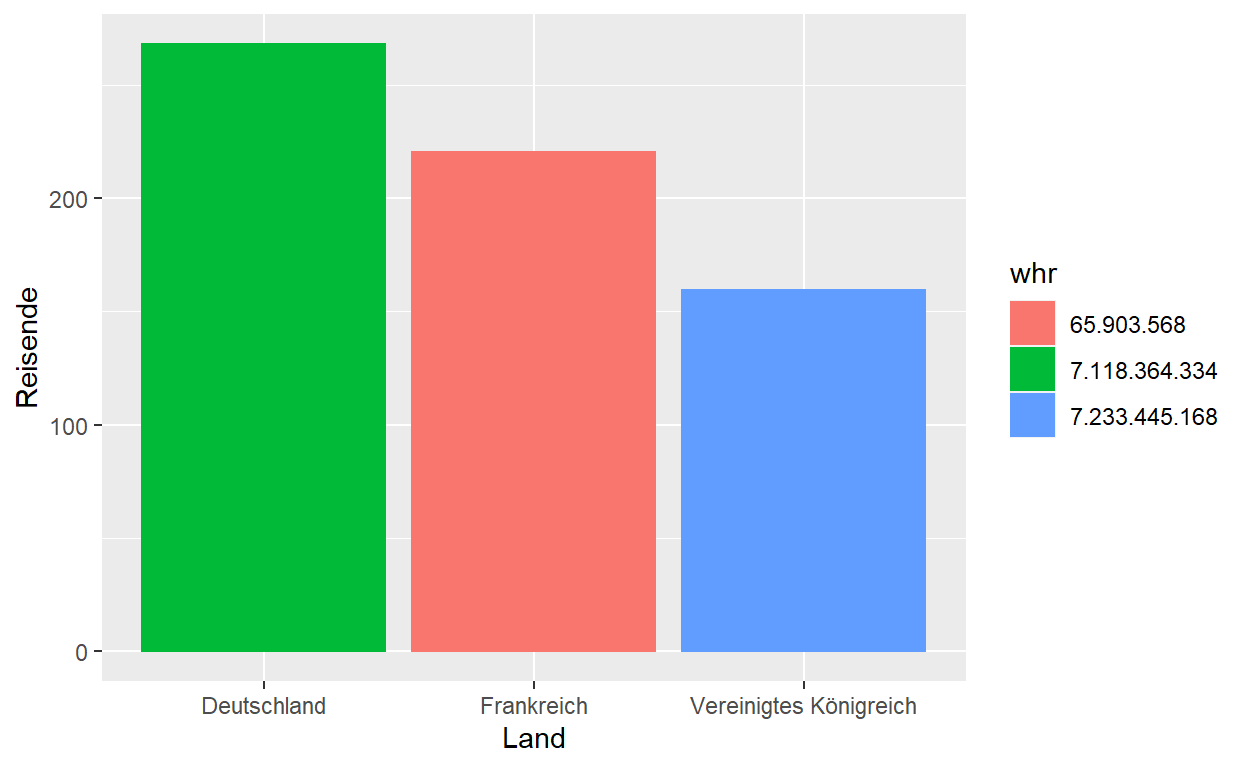 Reisende
200
100
0
Deutschland
Frankreich
Vereinigtes Königreich
Land
whr
65.903.568
7.118.364.334
7.233.445.168